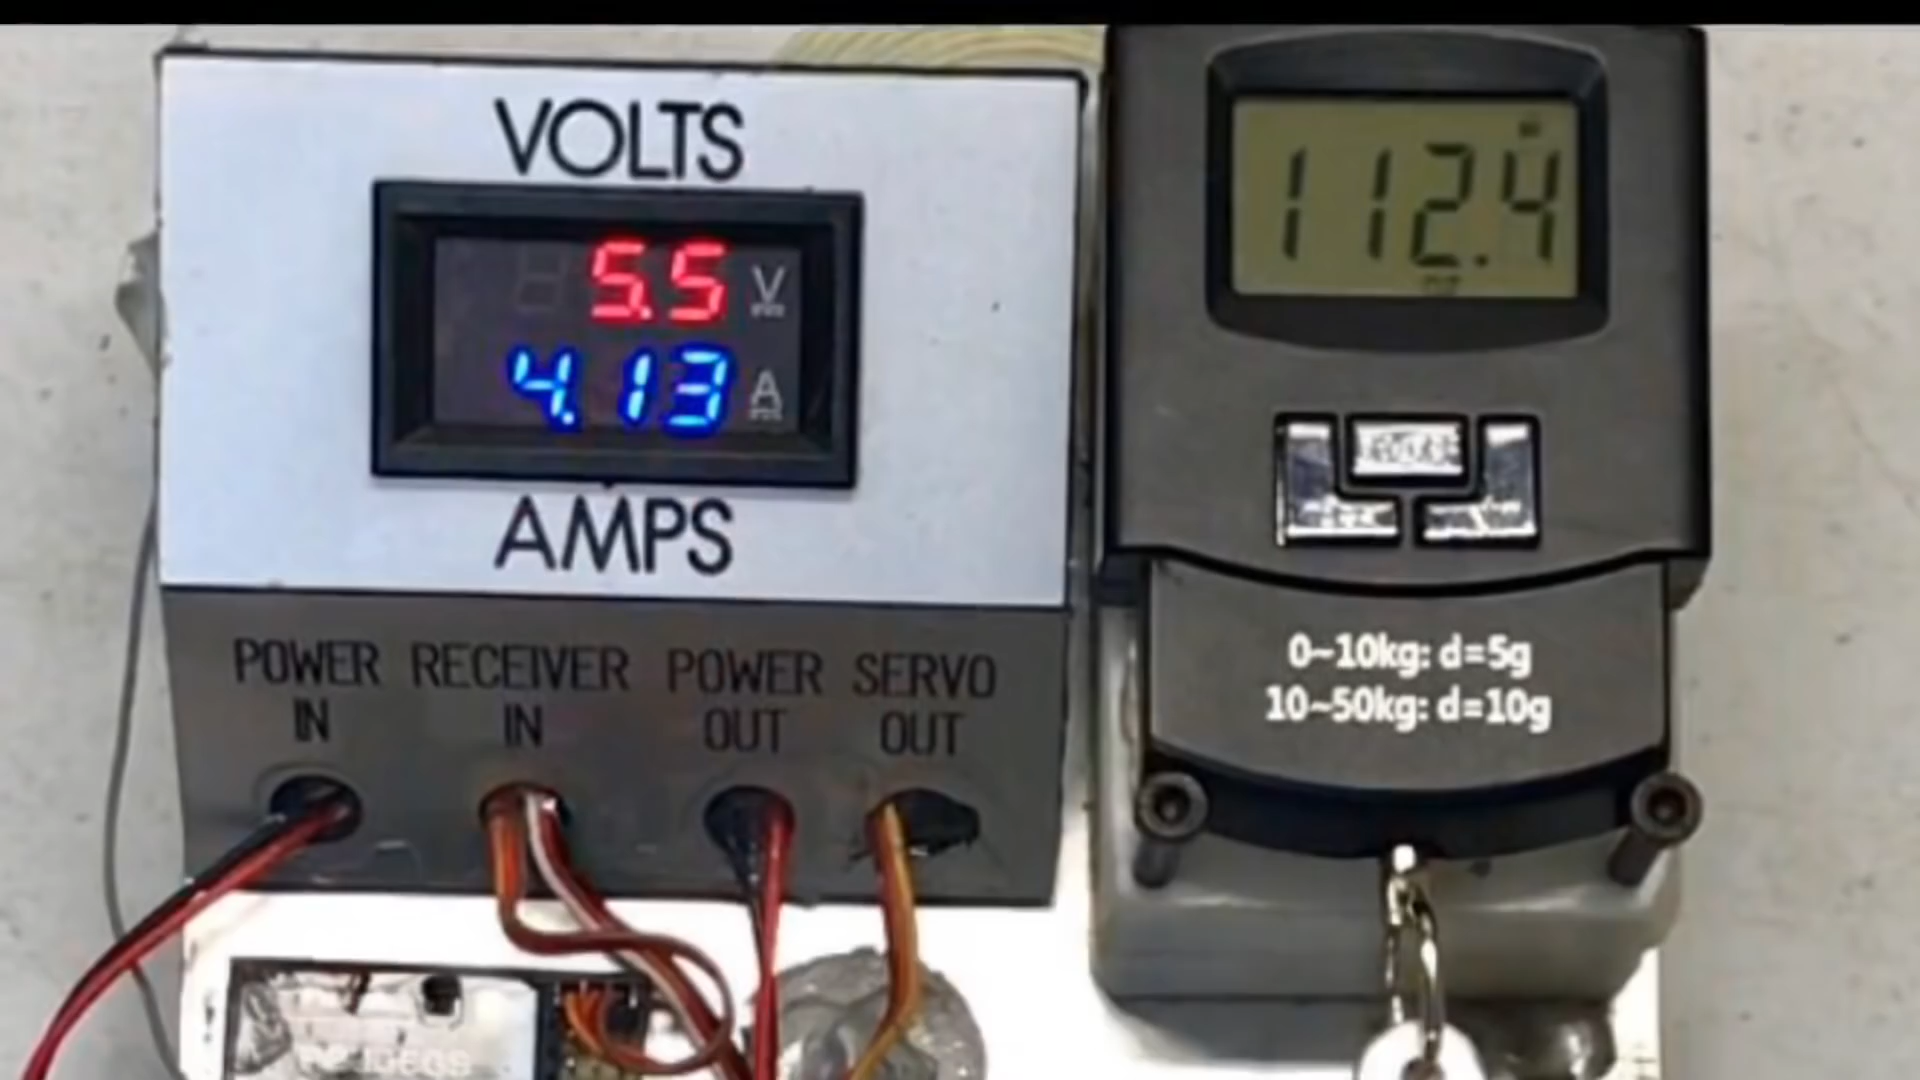 VOLTS
5.5 V
4.13 A
AMPS
POWER IN
RECEIVER IN
POWER OUT
SERVO OUT
112.4
0~10kg: d=5g
10~50kg: d=10g